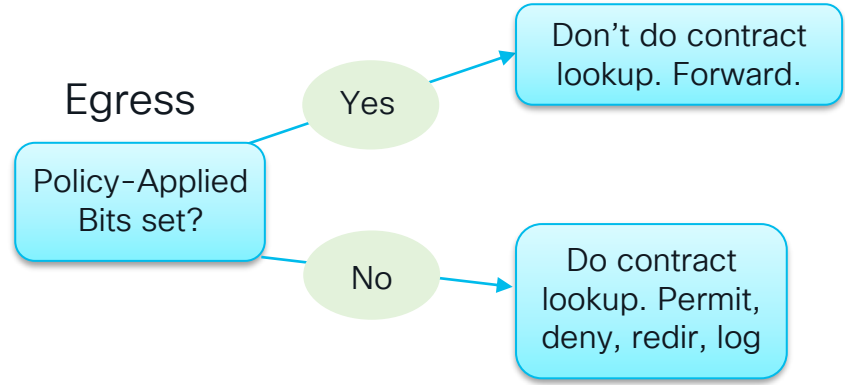 Egress
Policy-Applied
Bits set?
Yes
Don’t do contract
lookup. Forward.
No
Do contract
lookup. Permit,
deny, redir, log